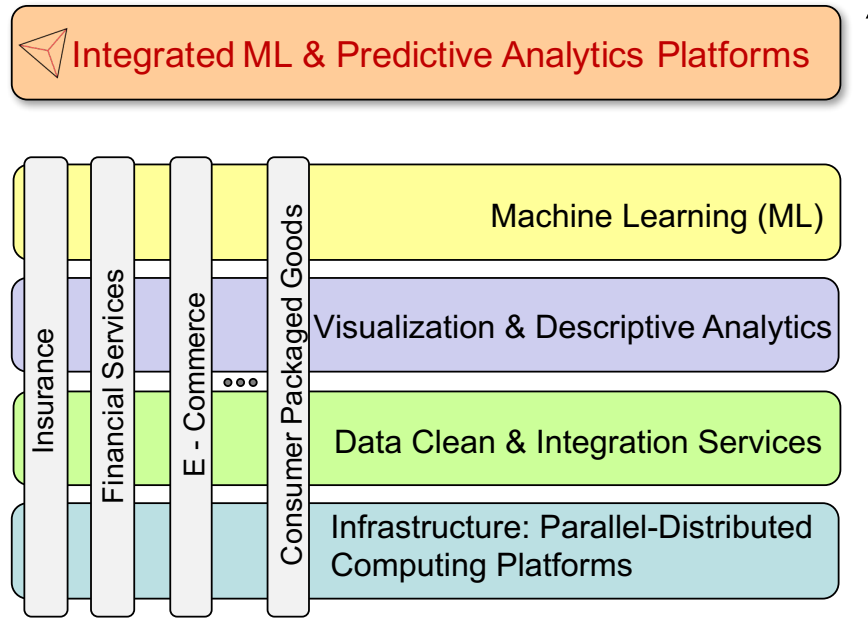 Integrated ML & Predictive Analytics Platforms
Machine Learning (ML)
Visualization & Descriptive Analytics
Data Clean & Integration Services
Infrastructure: Parallel-Distributed
Computing Platforms
Insurance
Financial Services
E - Commerce
Consumer Packaged Goods